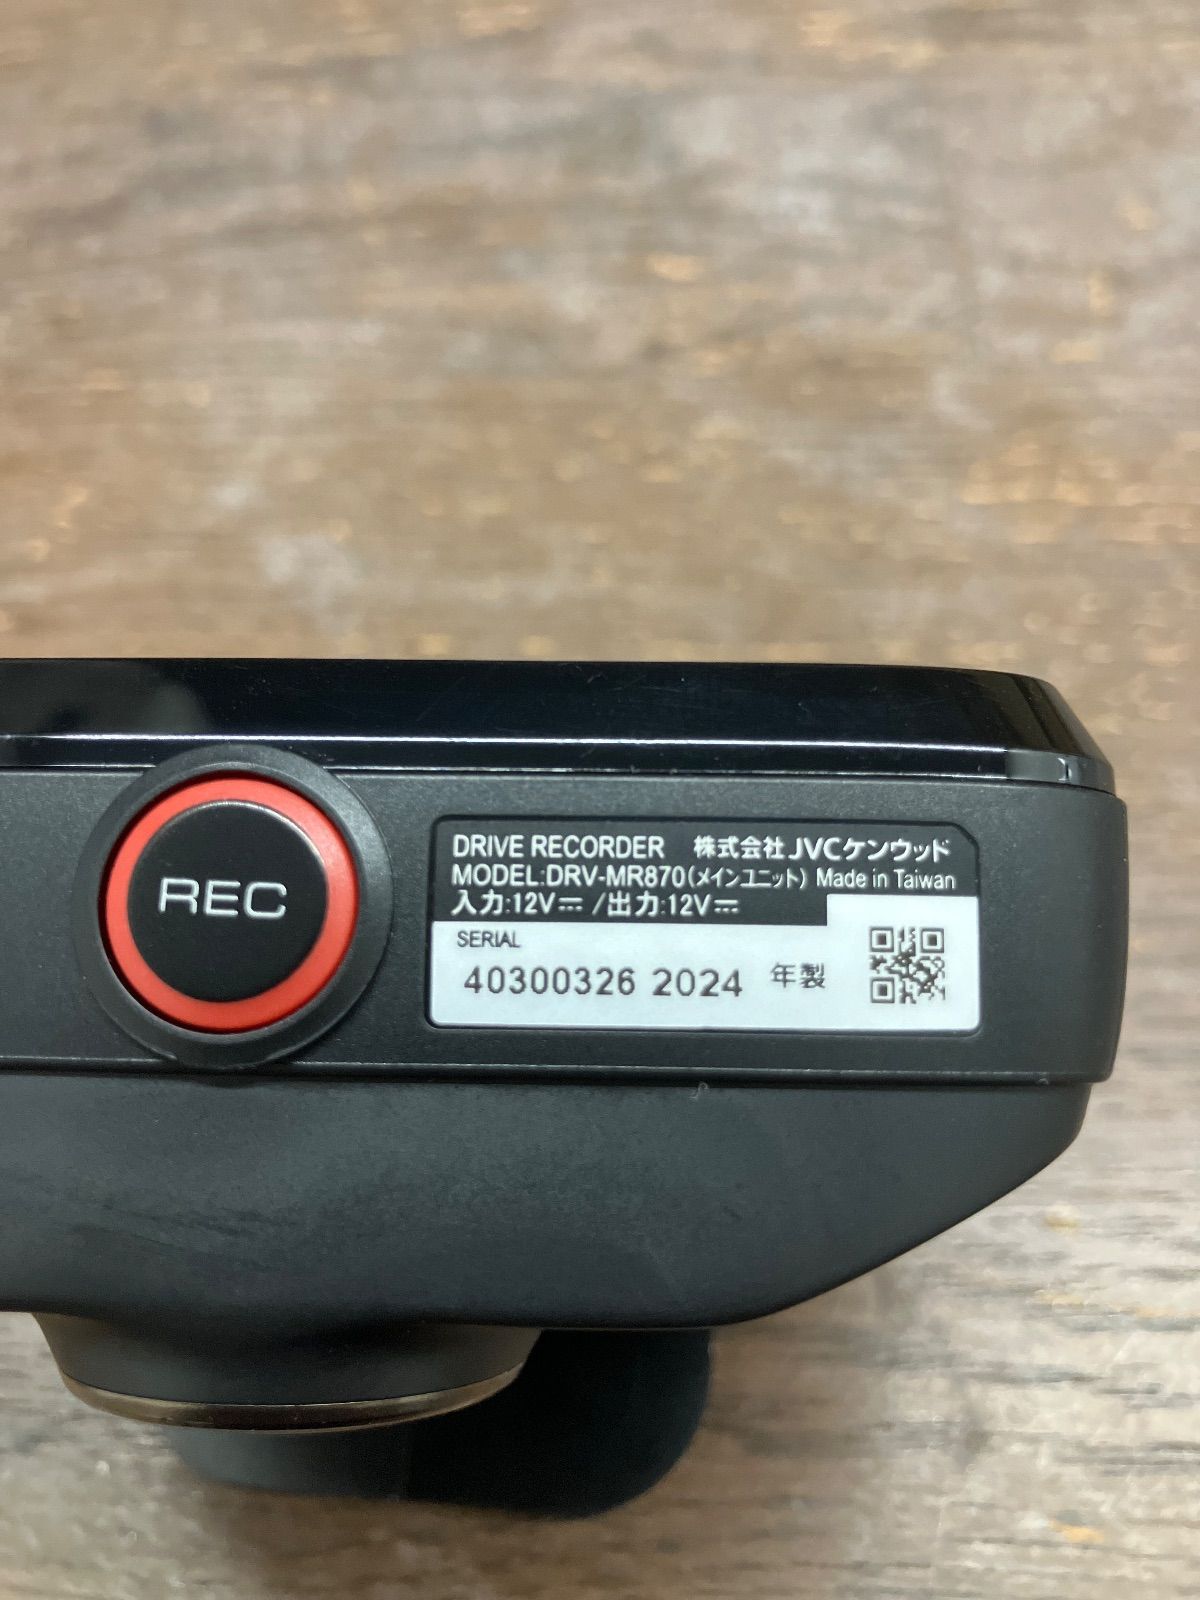 REC
DRIVE RECORDER 株式会社JVCケンウッド
MODEL:DRV-MR870(メインユニット) Made in Taiwan
入力:12V⎓ /出力:12V⎓
SERIAL
40300326 2024 年製